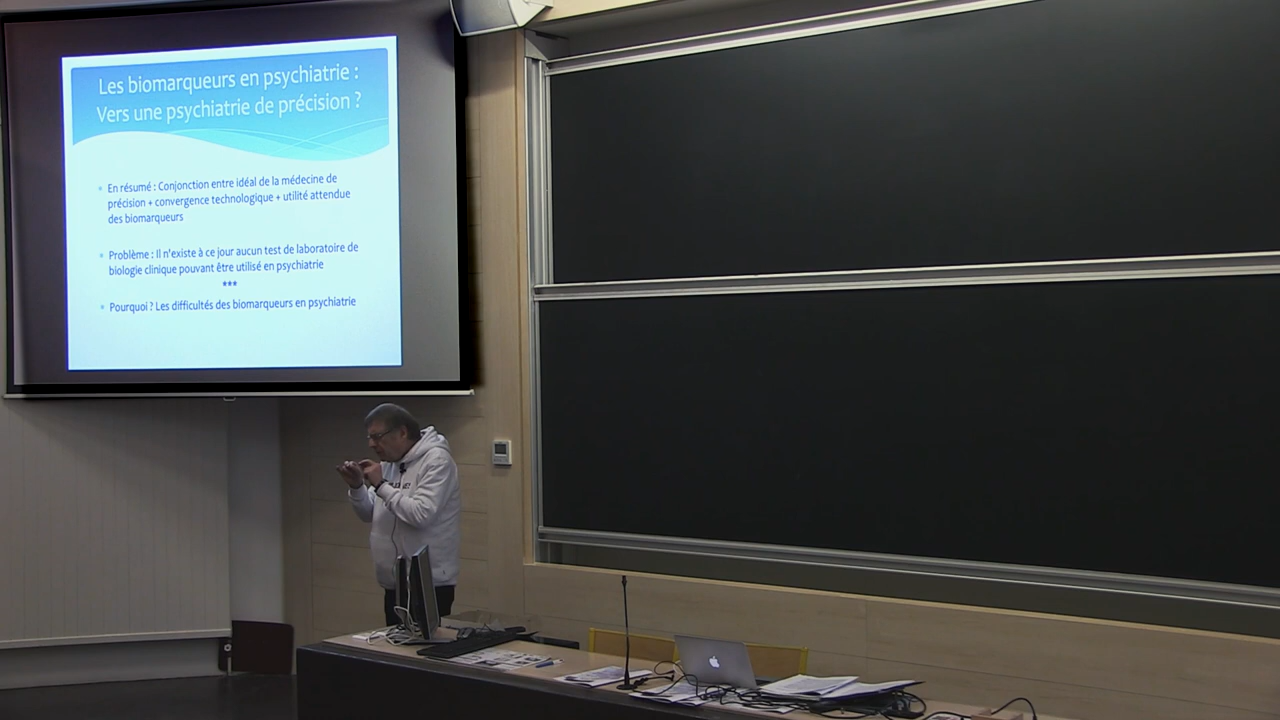 Les biomarqueurs en psychiatrie :
Vers une psychiatrie de précision ?
En résumé : Conjonction entre idéal de la médecine de
précision + convergence technologique + utilité attendue
des biomarqueurs
Problème : Il n'existe à ce jour aucun test de laboratoire de
biologie clinique pouvant être utilisé en psychiatrie
***
Pourquoi ? Les difficultés des biomarqueurs en psychiatrie